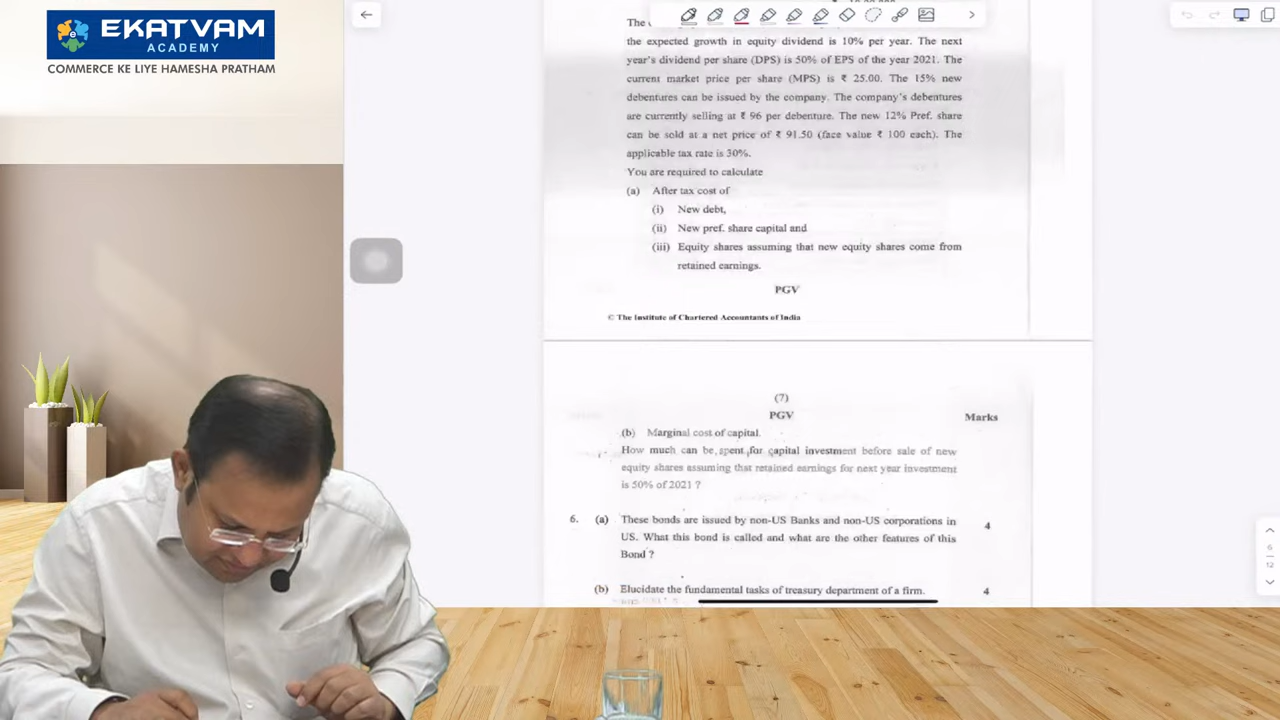 EKATVAM
ACADEMY
COMMERCE KE LIYE HAMESHA PRATHAM
The
the expected growth in equity dividend is 10% per year. The next
year's dividend per share (DPS) is 50% of EPS of the year 2021. The
current market price per share (MPS) is ₹ 25.00. The 15% new
debentures can be issued by the company. The company's debentures
are currently selling at ₹ 96 per debenture. The new 12% Pref. share
can be sold at a net price of ₹ 91.50 (face value ₹ 100 each). The
applicable tax rate is 30%.
You are required to calculate
(a) After tax cost of
(i) New debt,
(ii) New pref. share capital and
(iii) Equity shares assuming that new equity shares come from
retained earnings.
PGV
© The Institute of Chartered Accountants of India
(7)
PGV Marks
(b) Marginal cost of capital.
How much can be spent for capital investment before sale of new
equity shares assuming that retained earnings for next year investment
is 50% of 2021 ?
6. (a) These bonds are issued by non-US Banks and non-US corporations in 4
US. What this bond is called and what are the other features of this
Bond ?
(b) Elucidate the fundamental tasks of treasury department of a firm. 4
6
12